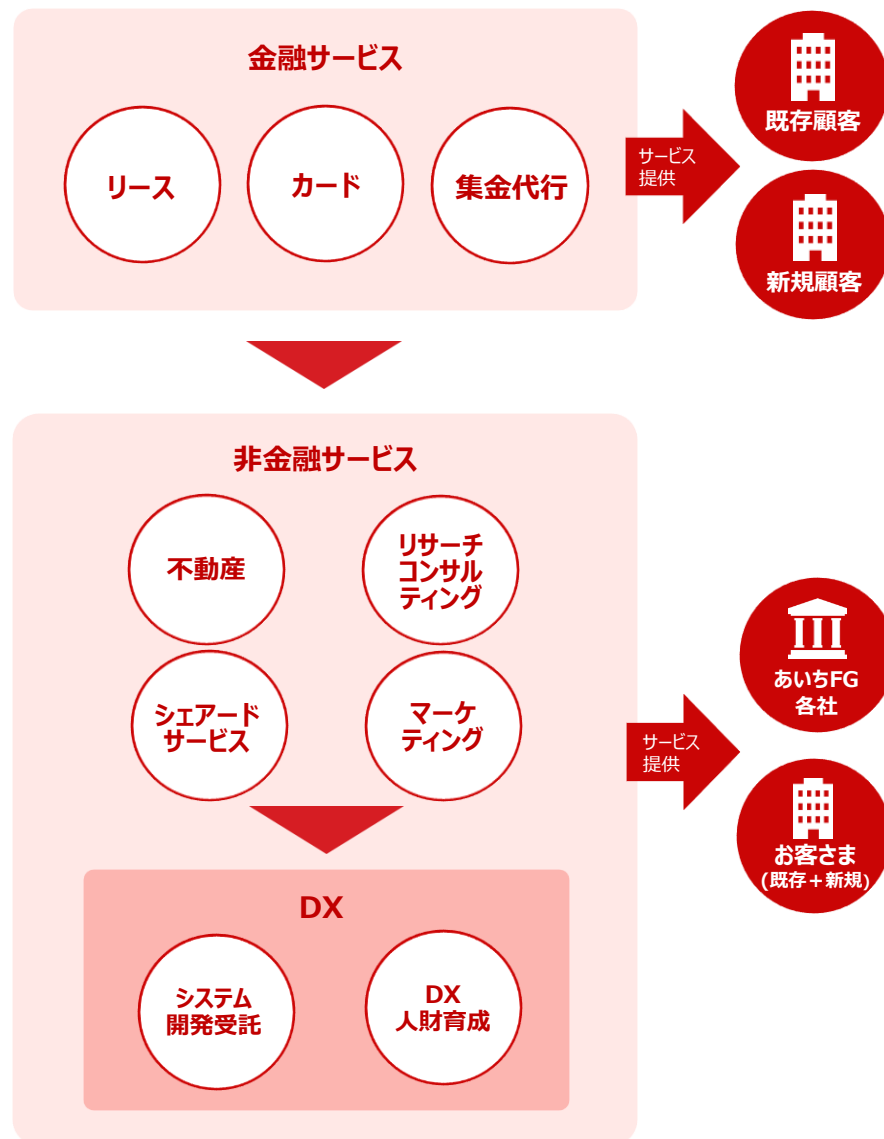 金融サービス
リース
カード
集金代行
サービス
提供
既存顧客
新規顧客
非金融サービス
不動産
リサーチ
コンサル
ティング
シェアード
サービス
マーケ
ティング
サービス
提供
あいちFG
各社
お客さま
(既存+新規)
DX
システム
開発受託
DX
人財育成